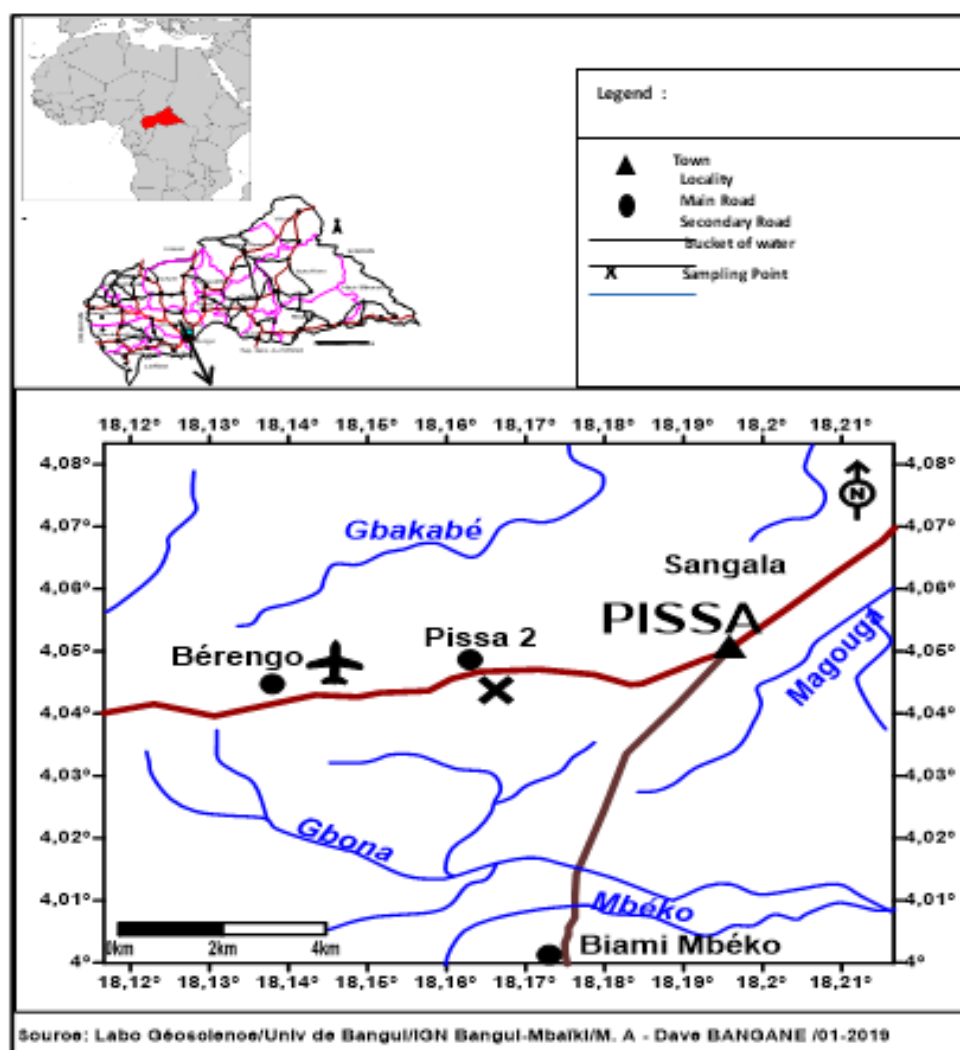 Legend :
Town
Locality
Main Road
Secondary Road
bucket of water
X
Sampling Point
18,12° 18,13° 18,14° 18,15° 18,16° 18,17° 18,18° 18,19° 18,2° 18,21°
4,08° 4,08°
N
4,07° 4,07°
Gbakabé
Sangala
4,06° 4,06°
PISSA
Magouga
Pissa 2
Bérengo
4,05° 4,05°
4,04° 4,04°
4,03° 4,03°
4,02° 4,02°
Gbona
4,01° 4,01°
Mbéko
0km 2km 4km
Biami Mbéko
4° 4°
18,12° 18,13° 18,14° 18,15° 18,16° 18,17° 18,18° 18,19° 18,2° 18,21°
Source: Labo Géoscience/Univ de Bangui/IGN Bangui-Mbaïki/M. A - Dave BANGANE /01-2019